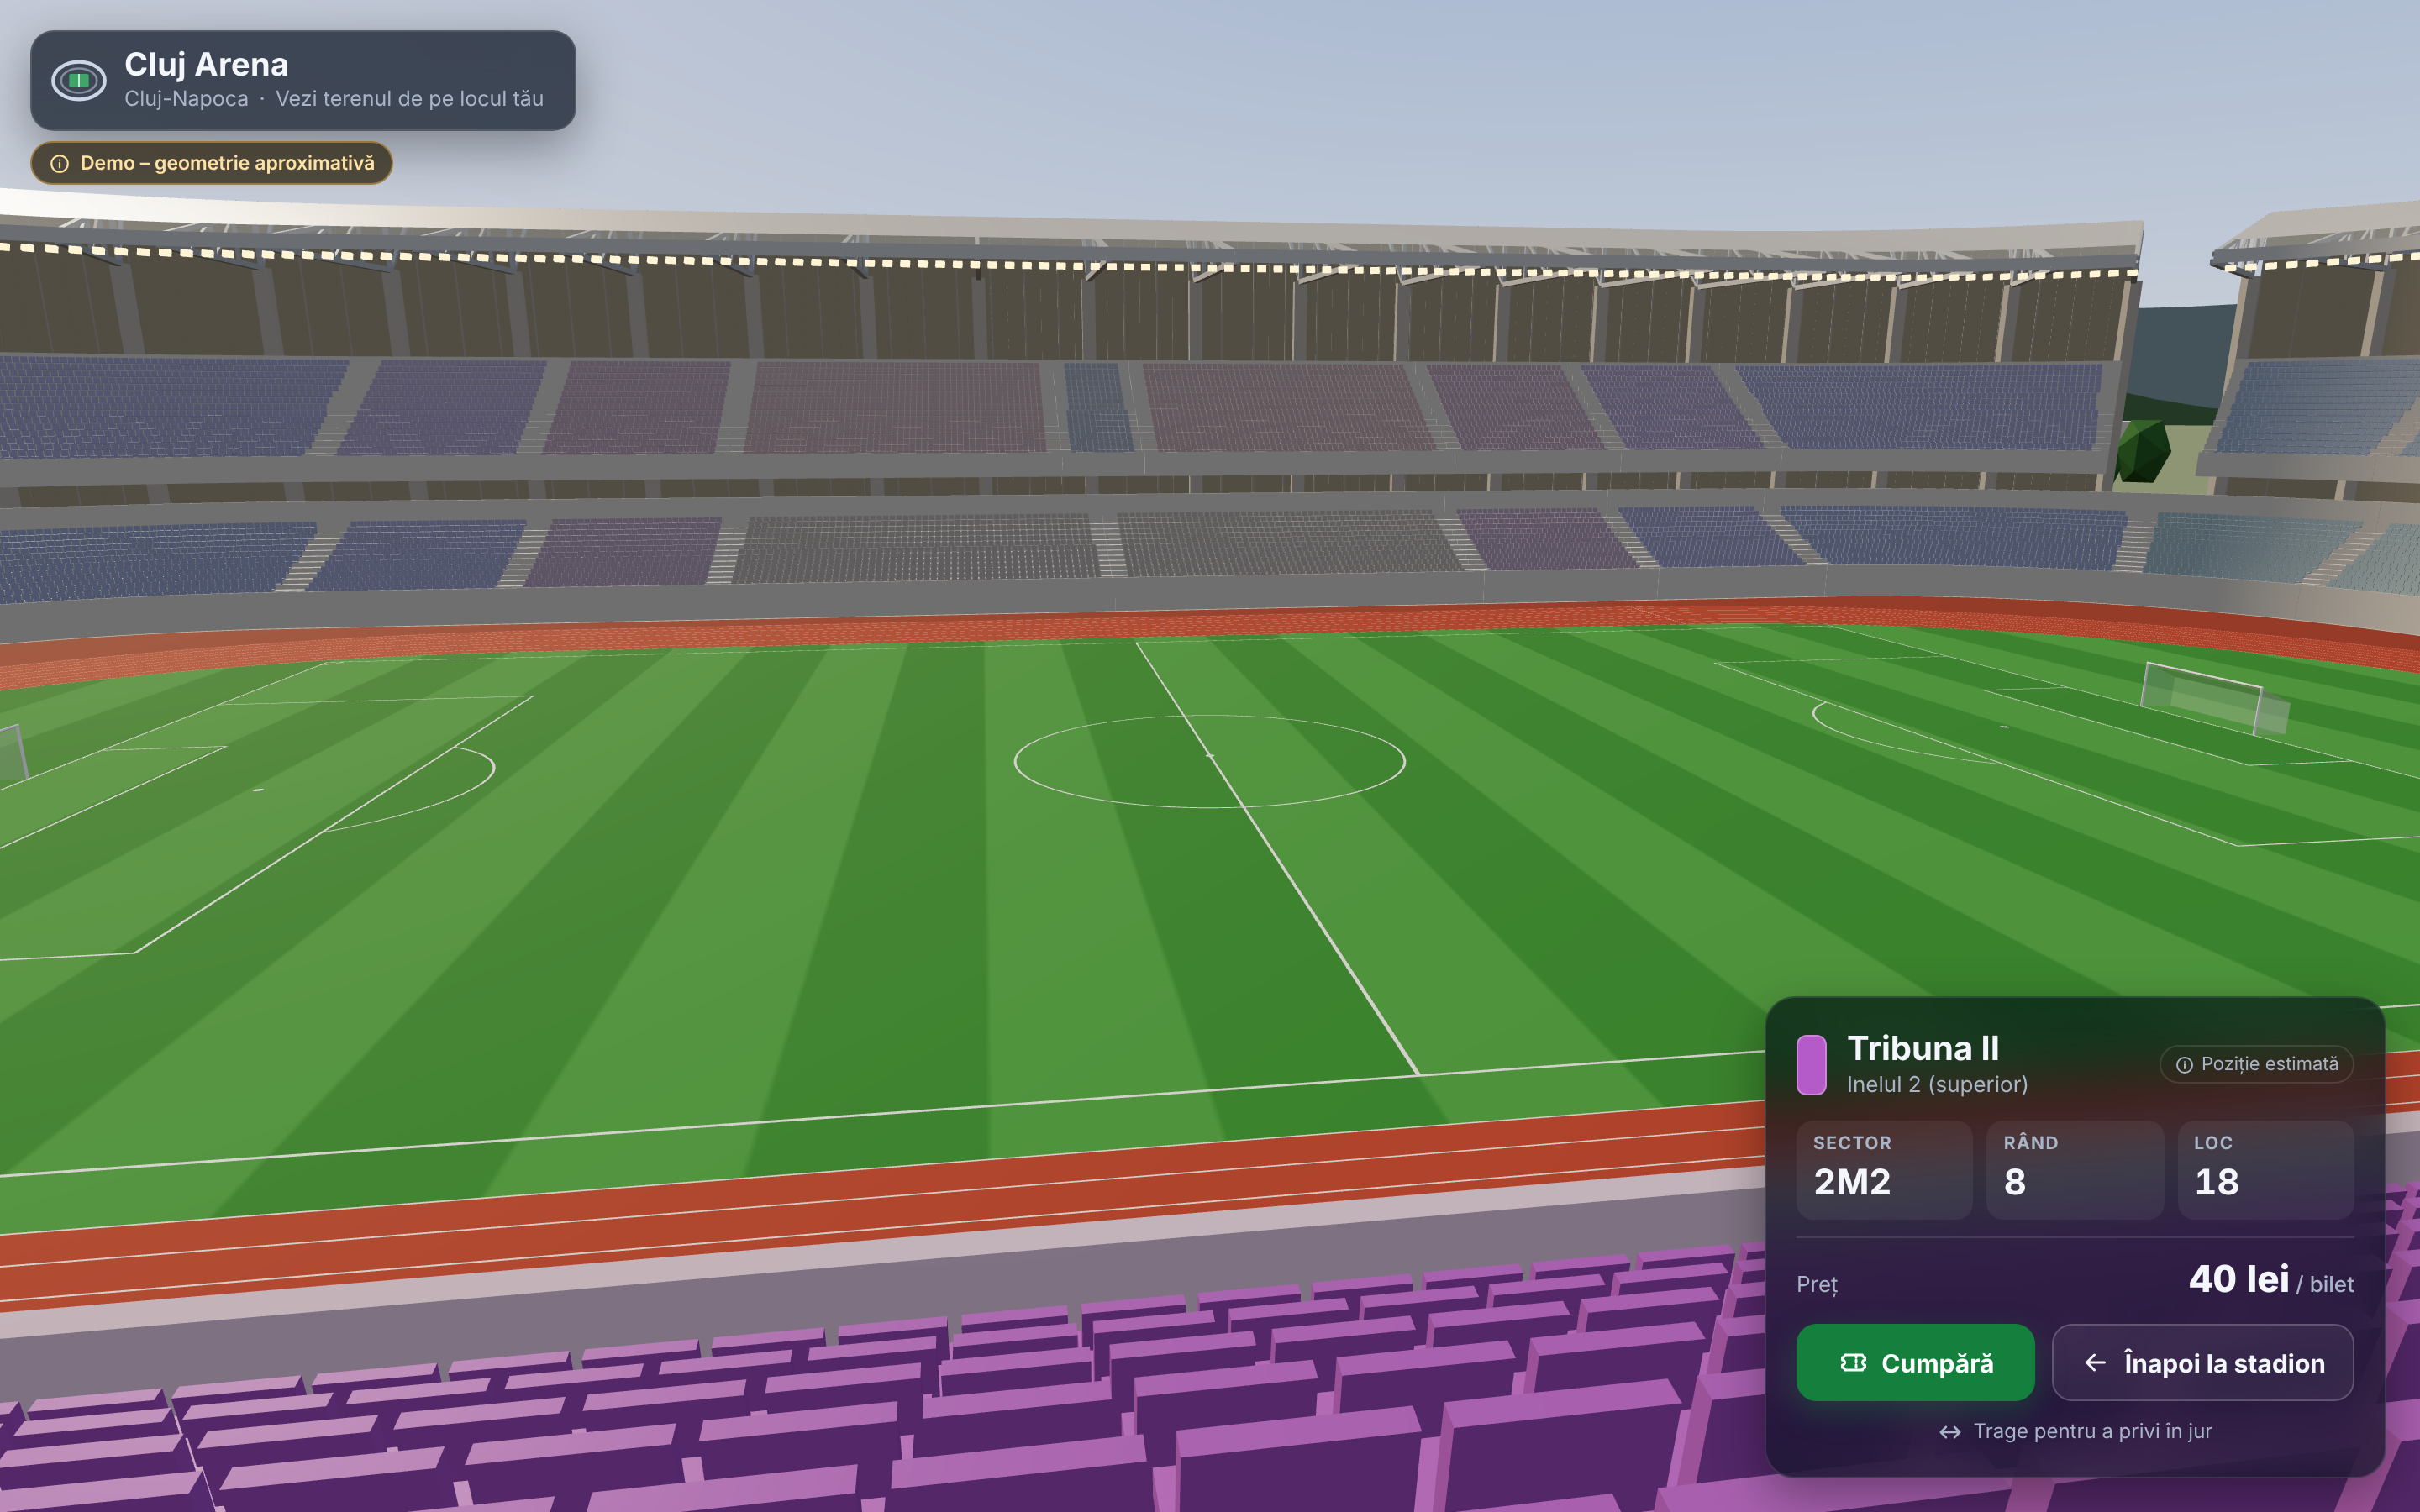 Cluj Arena
Cluj-Napoca · Vezi terenul de pe locul tău
Demo – geometrie aproximativă
Tribuna II
Inelul 2 (superior)
Poziție estimată
SECTOR
2M2
RÂND
8
LOC
18
Preț
40 lei / bilet
Cumpără
Înapoi la stadion
Trage pentru a privi în jur